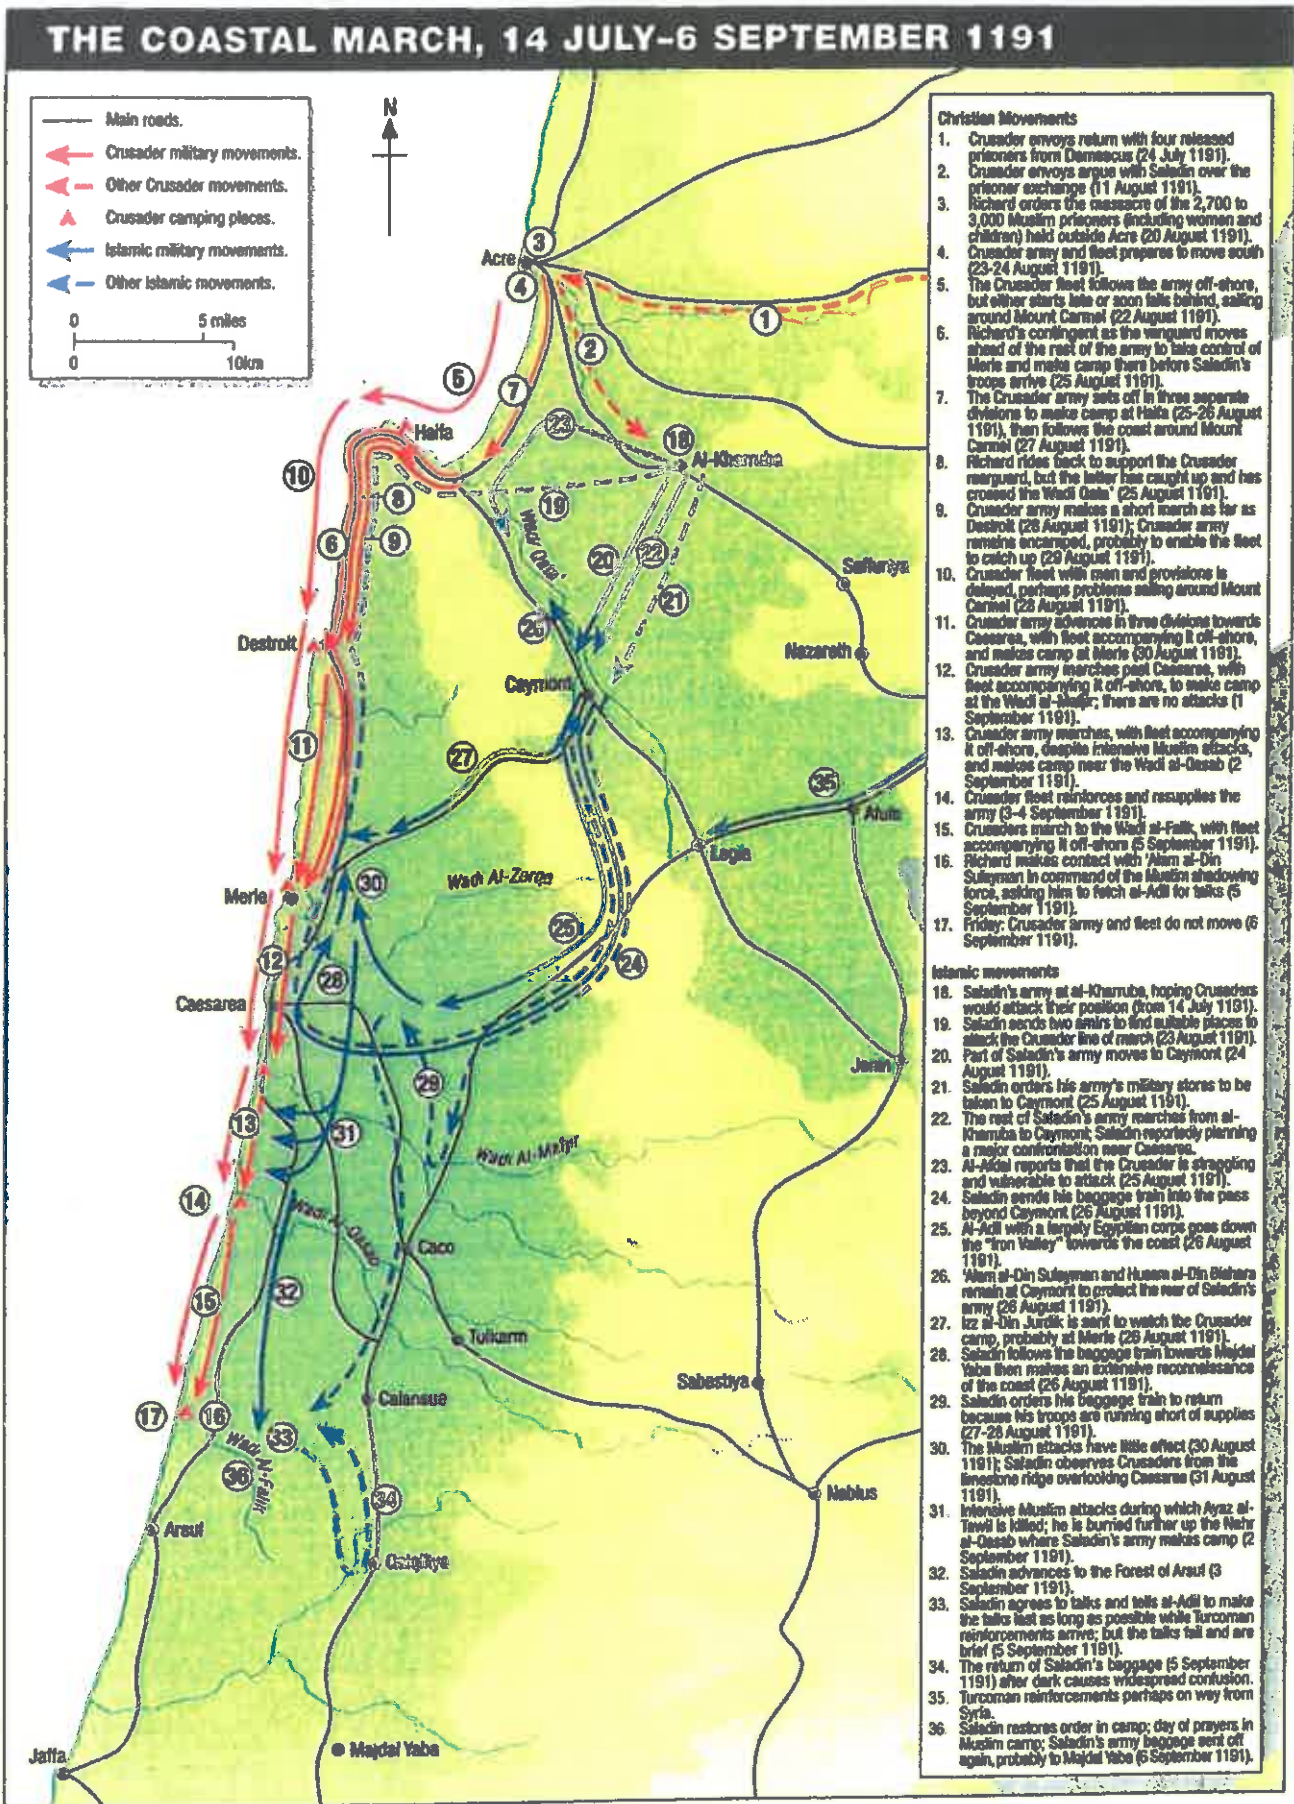 THE COASTAL MARCH, 14 JULY–6 SEPTEMBER 1191
Main roads.
Crusader military movements.
Other Crusader movements.
Crusader camping places.
Islamic military movements.
Other Islamic movements.
0 5 miles
0 10km
N
Acre
3
4
1
2
5
7
Haifa
23
18
Al-Kharruba
10
8
19
6
9
Wadi Qata'
20
22
21
Saffuriya
26
Destroit
Nazareth
Caymont
11
27
35
Afula
Legio
30
Wadi Al-Zerqa
Merle
25
12
24
28
Caesarea
Jenin
29
13
31
Wadi Al-Mafjir
14
Wadi Al-Qasab
Caco
32
15
Tulkarm
Sabastiya
Calansue
17
16
33
Wadi Al-Falik
36
34
Nablus
Arsuf
Qalqiliya
Jaffa
Majdal Yaba
Christian Movements
1. Crusader envoys return with four released
prisoners from Damascus (24 July 1191).
2. Crusader envoys argue with Saladin over the
prisoner exchange (11 August 1191).
3. Richard orders the massacre of the 2,700 to
3,000 Muslim prisoners (including women and
children) held outside Acre (20 August 1191).
4. Crusader army and fleet prepares to move south
(23-24 August 1191).
5. The Crusader fleet follows the army off-shore,
but either starts late or soon falls behind, sailing
around Mount Carmel (22 August 1191).
6. Richard's contingent as the vanguard moves
ahead of the rest of the army to take control of
Merle and make camp there before Saladin's
troops arrive (25 August 1191).
7. The Crusader army sets off in three seperate
divisions to make camp at Haifa (25-26 August
1191), then follows the coast around Mount
Carmel (27 August 1191).
8. Richard rides back to support the Crusader
rearguard, but the latter has caught up and has
crossed the Wadi Qata' (25 August 1191).
9. Crusader army makes a short march as far as
Destroit (28 August 1191); Crusader army
remains encamped, probably to enable the fleet
to catch up (29 August 1191).
10. Crusader fleet with men and provisions is
delayed, perhaps problems sailing around Mount
Carmel (28 August 1191).
11. Crusader army advances in three divisions towards
Caesarea, with fleet accompanying it off-shore,
and makes camp at Merle (30 August 1191).
12. Crusader army marches past Caesarea, with
fleet accompanying it off-shore, to make camp
at the Wadi al-Mafjir; there are no attacks (1
September 1191).
13. Crusader army marches, with fleet accompanying
it off-shore, despite intensive Muslim attacks,
and makes camp near the Wadi al-Qasab (2
September 1191).
14. Crusader fleet reinforces and resupplies the
army (3-4 September 1191).
15. Crusaders march to the Wadi al-Falik, with fleet
accompanying it off-shore (5 September 1191).
16. Richard makes contact with 'Alam al-Din
Sulayman in command of the Muslim shadowing
force, asking him to fetch al-Adil for talks (5
September 1191).
17. Friday: Crusader army and fleet do not move (6
September 1191).
Islamic movements
18. Saladin's army at al-Kharruba, hoping Crusaders
would attack their position (from 14 July 1191).
19. Saladin sends two amirs to find suitable places to
attack the Crusader line of march (23 August 1191).
20. Part of Saladin's army moves to Caymont (24
August 1191).
21. Saladin orders his army's military stores to be
taken to Caymont (25 August 1191).
22. The rest of Saladin's army marches from al-
Kharruba to Caymont; Saladin reportedly planning
a major confrontation near Caesarea.
23. Al-Afdal reports that the Crusader is straggling
and vulnerable to attack (25 August 1191).
24. Saladin sends his baggage train into the pass
beyond Caymont (26 August 1191).
25. Al-Adil with a largely Egyptian corps goes down
the "Iron Valley" towards the coast (26 August
1191).
26. 'Alam al-Din Sulayman and Husam al-Din Bishara
remain at Caymont to protect the rear of Saladin's
army (26 August 1191).
27. Izz al-Din Jurdik is sent to watch the Crusader
camp, probably at Merle (26 August 1191).
28. Saladin follows the baggage train towards Majdal
Yaba then makes an extensive reconnaissance
of the coast (26 August 1191).
29. Saladin orders his baggage train to return
because his troops are running short of supplies
(27-28 August 1191).
30. The Muslim attacks have little effect (30 August
1191); Saladin observes Crusaders from the
limestone ridge overlooking Caesarea (31 August
1191).
31. Intensive Muslim attacks during which Ayaz al-
Tawil is killed; he is burried further up the Nahr
al-Qasab where Saladin's army makes camp (2
September 1191).
32. Saladin advances to the Forest of Arsuf (3
September 1191).
33. Saladin agrees to talks and tells al-Adil to make
the talks last as long as possible while Turcoman
reinforcements arrive; but the talks fail and are
brief (5 September 1191).
34. The return of Saladin's baggage (5 September
1191) after dark causes widespread confusion.
35. Turcoman reinforcements perhaps on way from
Syria.
36. Saladin restores order in camp; day of prayers in
Muslim camp; Saladin's army baggage sent off
again, probably to Majdal Yaba (6 September 1191).